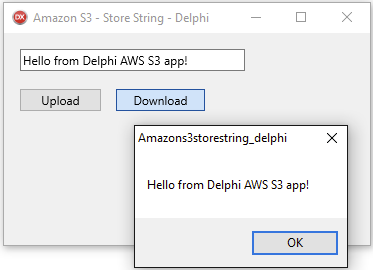 DX Amazon S3 - Store String - Delphi
Hello from Delphi AWS S3 app!
Upload Download
Amazons3storestring_delphi
Hello from Delphi AWS S3 app!
OK